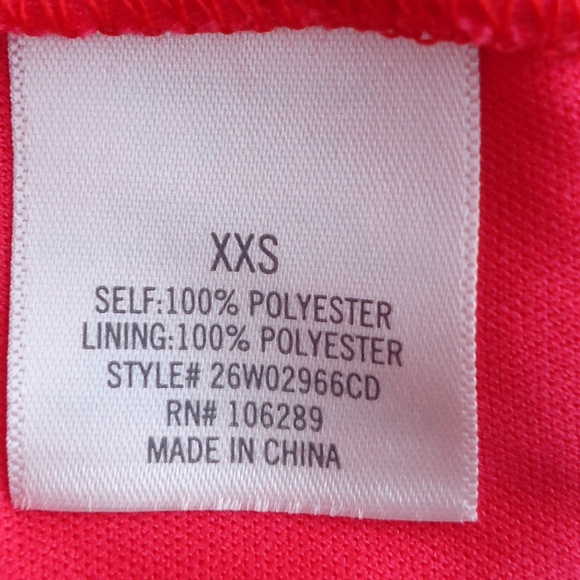 XXS
SELF:100% POLYESTER
LINING:100% POLYESTER
STYLE# 26W02966CD
RN# 106289
MADE IN CHINA